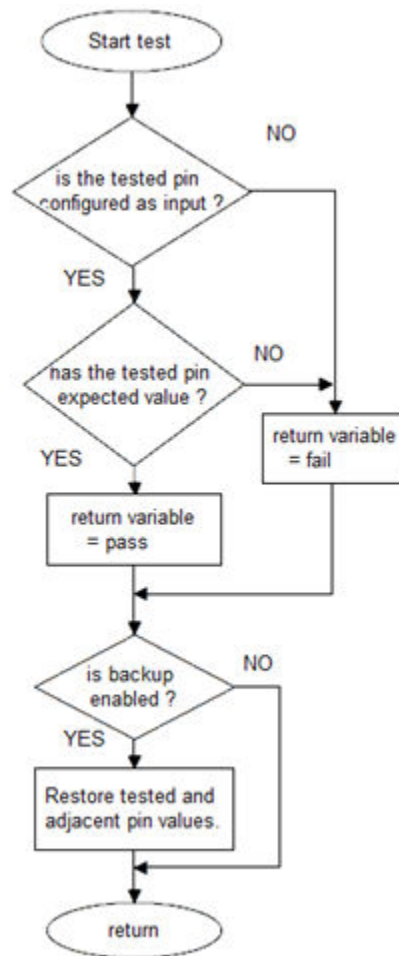 Start test
NO
is the tested pin
configured as input ?
YES
NO
has the tested pin
expected value ?
YES
return variable
= fail
return variable
= pass
NO
is backup
enabled ?
YES
Restore tested and
adjacent pin values.
return